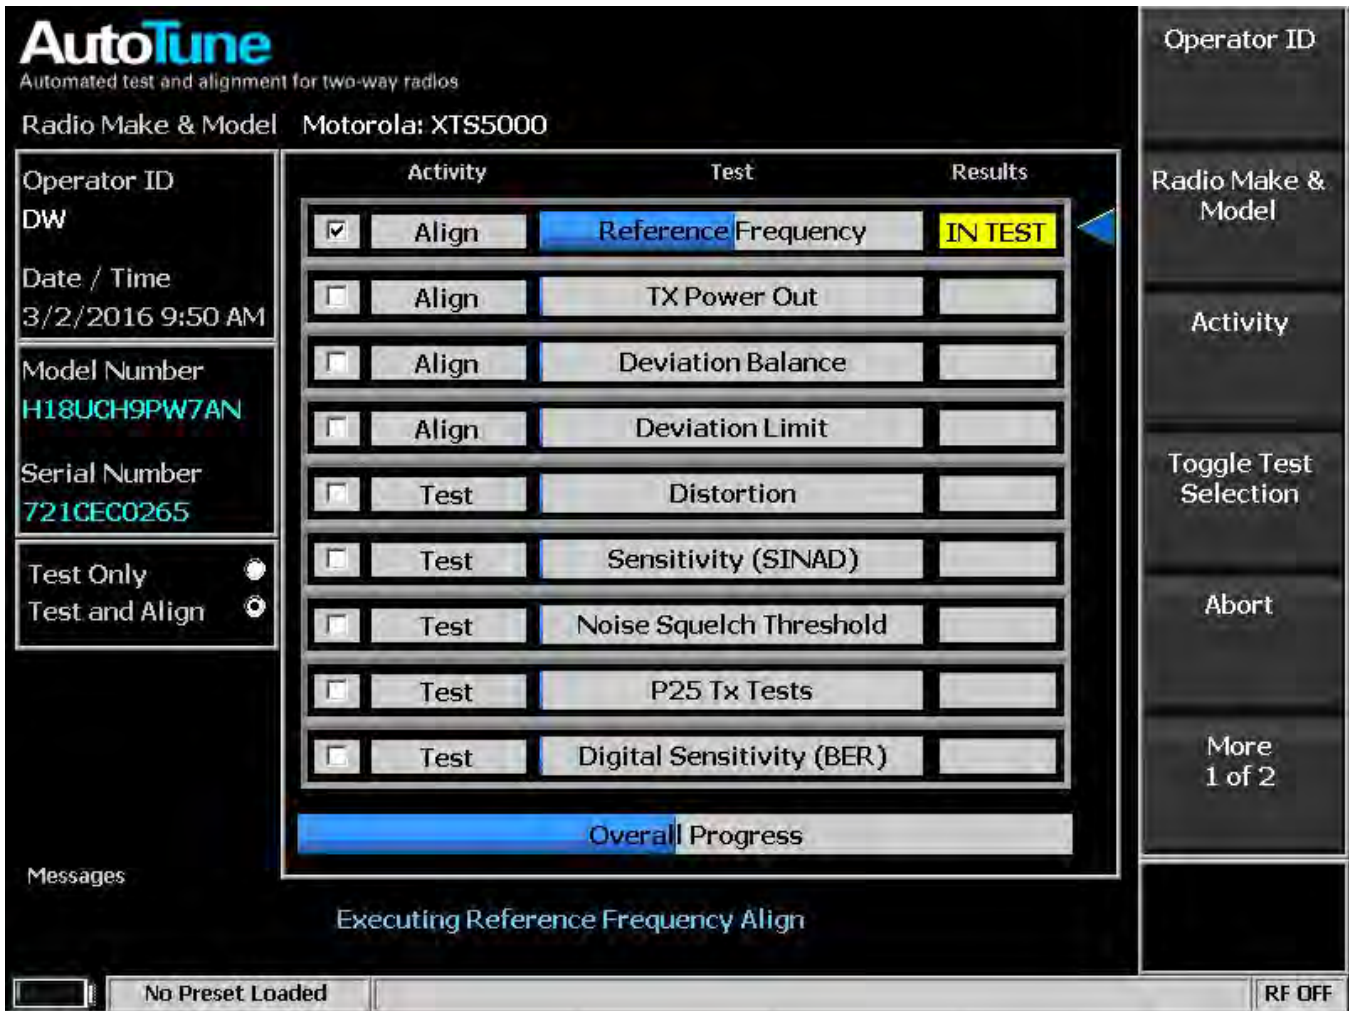 AutoTune
Automated test and alignment for two-way radios
Radio Make & Model Motorola: XTS5000
Operator ID
DW
Date / Time
3/2/2016 9:50 AM
Model Number
H18UCH9PW7AN
Serial Number
721CEC0265
Test Only
Test and Align
Activity Test Results
Align Reference Frequency IN TEST
Align TX Power Out
Align Deviation Balance
Align Deviation Limit
Test Distortion
Test Sensitivity (SINAD)
Test Noise Squelch Threshold
Test P25 Tx Tests
Test Digital Sensitivity (BER)
Overall Progress
Messages
Executing Reference Frequency Align
No Preset Loaded
RF OFF
Operator ID
Radio Make &
Model
Activity
Toggle Test
Selection
Abort
More
1 of 2